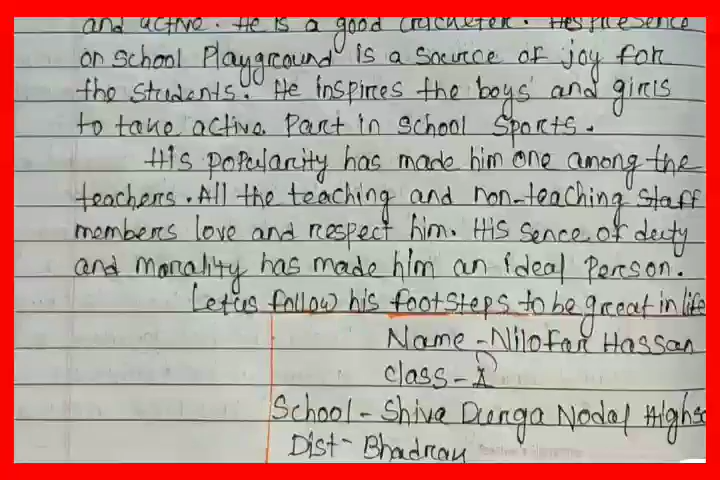 and active. He is a good cricketer. His presence
on school Playground is a source of joy for
the students. He inspires the boys and girls
to take active Part in school sports.
His popularity has made him one among the
teachers. All the teaching and non-teaching staff
members love and respect him. His sence of duty
and morality has made him an ideal person.
Let us follow his footsteps to be great in life
Name - Nilofar Hassan
Class - X
School - Shiva Durga Nodal High
Dist - Bhadrak